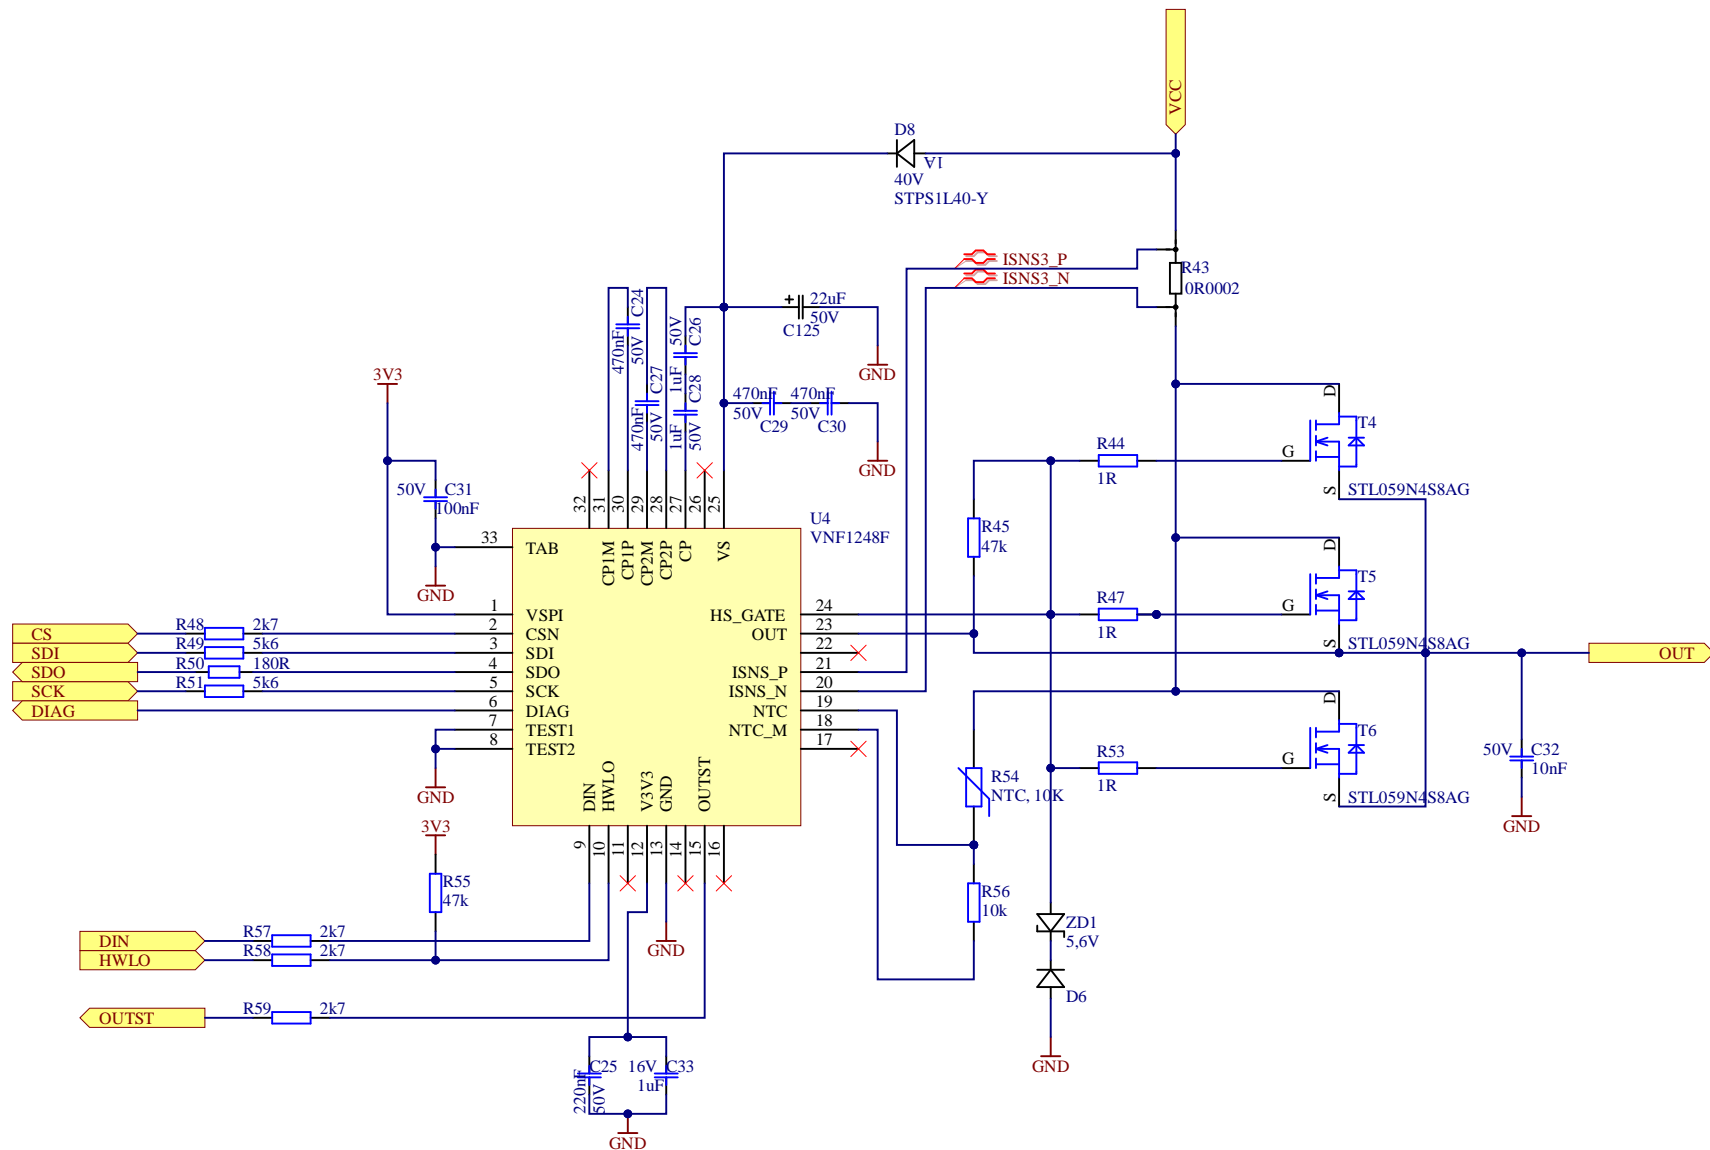 VCC
D8
1A
40V
STPS1L40-Y
ISNS3_P
ISNS3_N
R43
0R0002
22uF
50V
C125
GND
470nF
50V
C24
470nF
50V
C27
50V
C26
1uF
C28
1uF
50V
470nF
50V
C29
470nF
50V
C30
GND
3V3
50V
C31
100nF
GND
U4
VNF1248F
32
31
30
29
28
27
26
25
CP1M
CP1P
CP2M
CP2P
CP
VS
33
TAB
1
VSPI
2
CSN
3
SDI
4
SDO
5
SCK
6
DIAG
7
TEST1
8
TEST2
24
HS_GATE
23
OUT
22
21
ISNS_P
20
ISNS_N
19
NTC
18
NTC_M
17
DIN
HWLO
V3V3
GND
OUTST
9
10
11
12
13
14
15
16
CS
R48
2k7
SDI
R49
5k6
SDO
R50
180R
SCK
R51
5k6
DIAG
GND
3V3
R55
47k
DIN
R57
2k7
HWLO
R58
2k7
OUTST
R59
2k7
GND
220nF
C25
50V
16V
C33
1uF
GND
R45
47k
R44
1R
R47
1R
R53
1R
D
T4
G
S
STL059N4S8AG
D
T5
G
S
STL059N4S8AG
D
T6
G
S
STL059N4S8AG
OUT
50V
C32
10nF
GND
R54
NTC, 10K
R56
10k
ZD1
5,6V
D6
GND